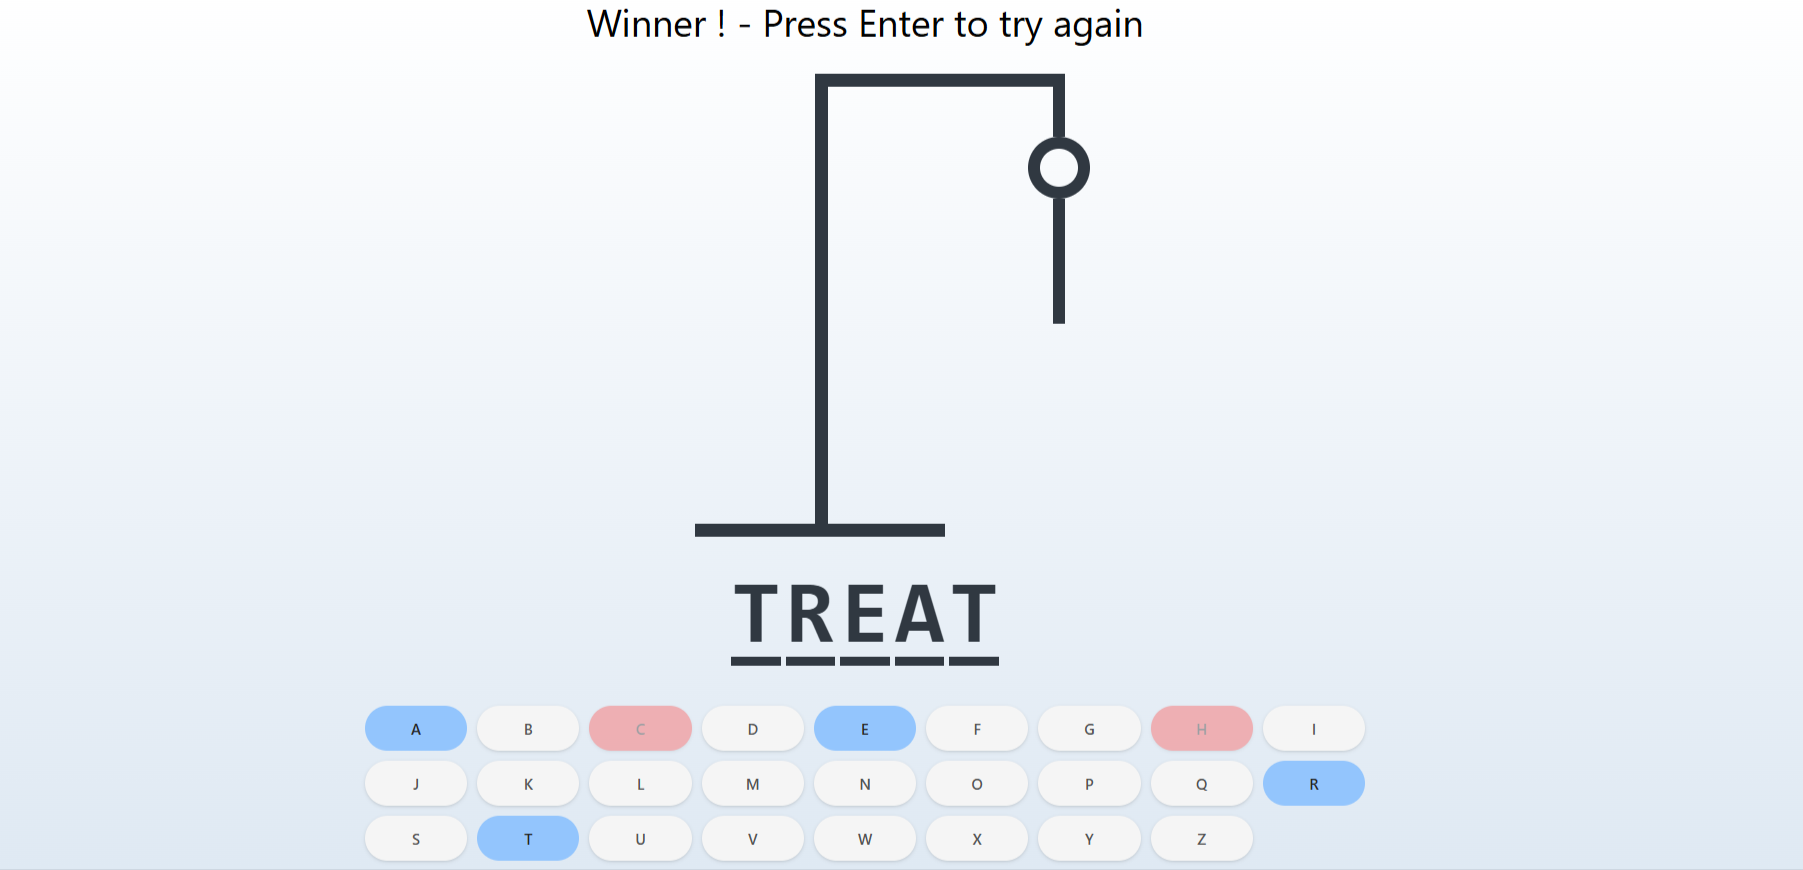 Winner ! - Press Enter to try again
TREAT
A B C D E F G H I
J K L M N O P Q R
S T U V W X Y Z